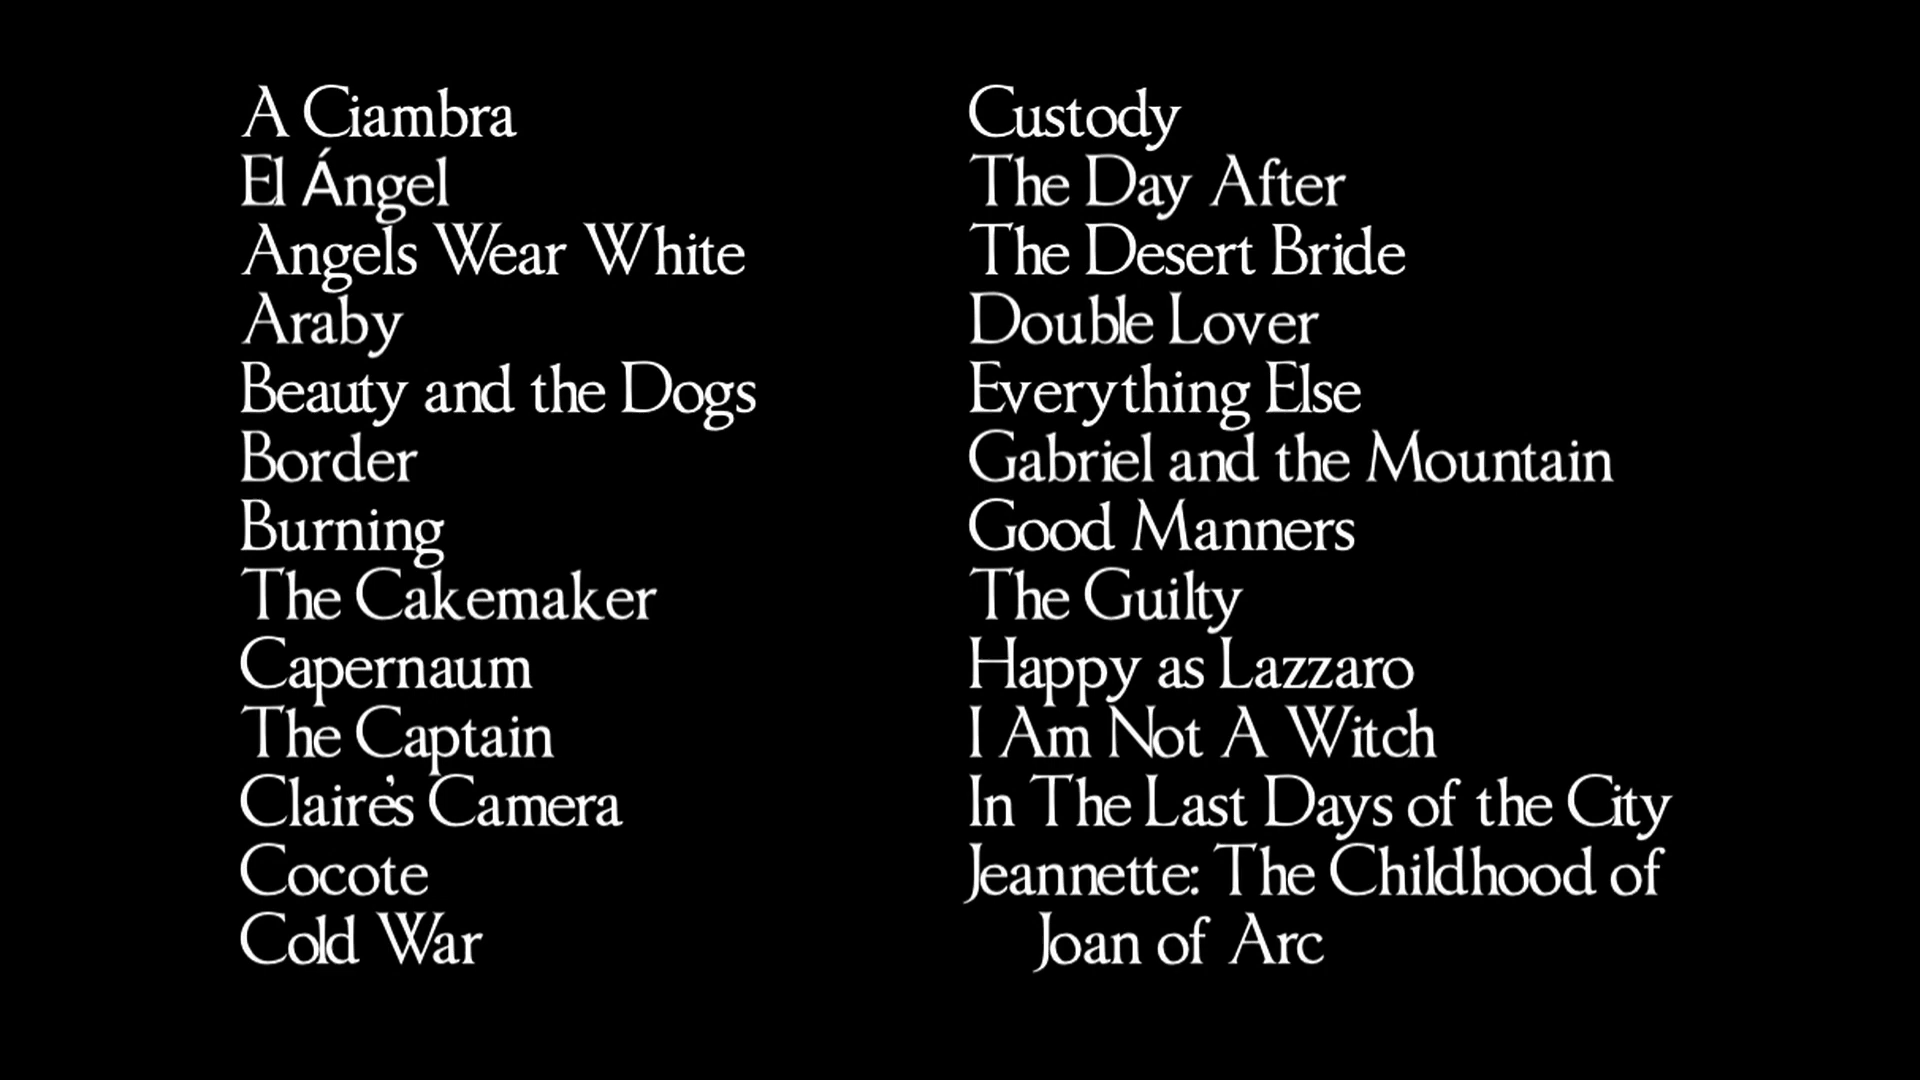 A Ciambra
El Ángel
Angels Wear White
Araby
Beauty and the Dogs
Border
Burning
The Cakemaker
Capernaum
The Captain
Claire's Camera
Cocote
Cold War
Custody
The Day After
The Desert Bride
Double Lover
Everything Else
Gabriel and the Mountain
Good Manners
The Guilty
Happy as Lazzaro
I Am Not A Witch
In The Last Days of the City
Jeannette: The Childhood of
Joan of Arc